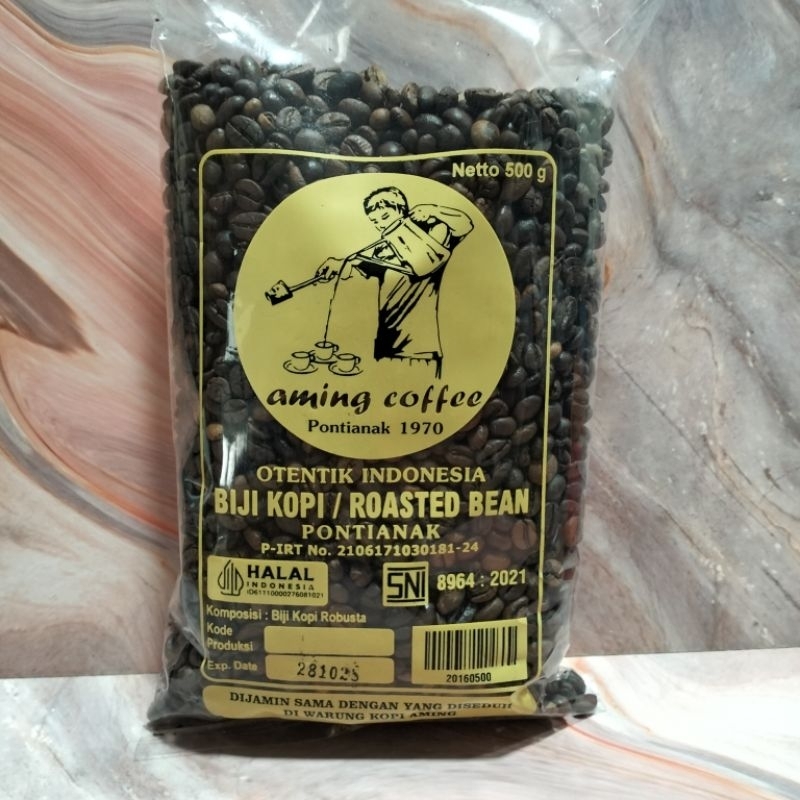 Netto 500 g
aming coffee
Pontianak 1970
OTENTIK INDONESIA
BIJI KOPI / ROASTED BEAN
PONTIANAK
P-IRT No. 2106171030181-24
HALAL
INDONESIA
ID61110000276081021
SNI 8964 : 2021
Komposisi : Biji Kopi Robusta
Kode
Produksi
Exp. Date 281025
20160500
DIJAMIN SAMA DENGAN YANG DISEDUH
DI WARUNG KOPI AMING